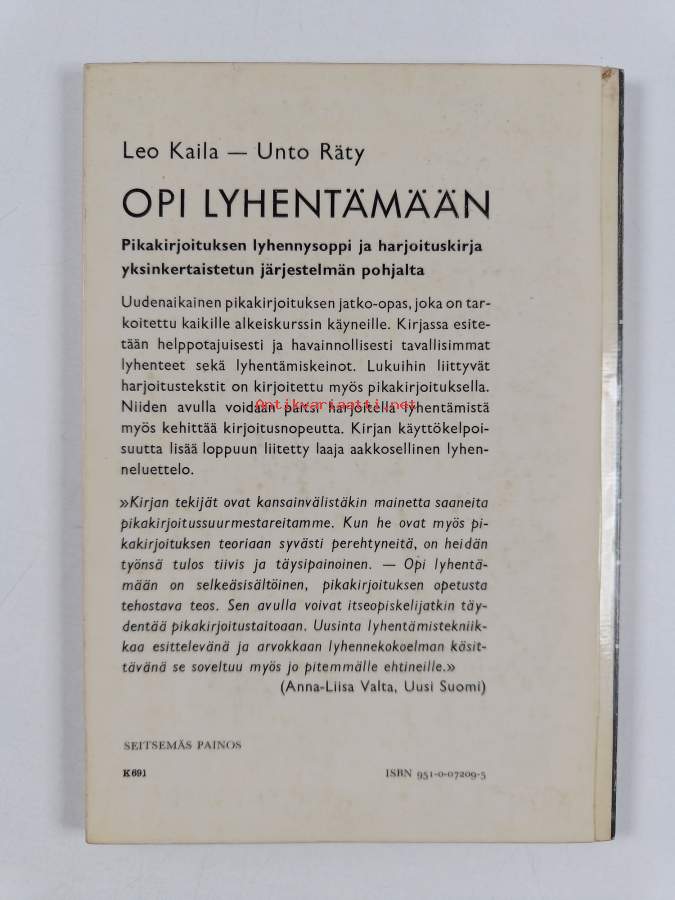 Leo Kaila — Unto Räty
OPI LYHENTÄMÄÄN
Pikakirjoituksen lyhennysoppi ja harjoituskirja
yksinkertaistetun järjestelmän pohjalta
Uudenaikainen pikakirjoituksen jatko-opas, joka on tar-
koitettu kaikille alkeiskurssin käyneille. Kirjassa esite-
tään helppotajuisesti ja havainnollisesti tavallisimmat
lyhenteet sekä lyhentämiskeinot. Lukuihin liittyvät
harjoitustekstit on kirjoitettu myös pikakirjoituksella.
Antikvariaatti.net
Niiden avulla voidaan paitsi harjoitella lyhentämistä
myös kehittää kirjoitusnopeutta. Kirjan käyttökelpoi-
suutta lisää loppuun liitetty laaja aakkosellinen lyhen-
neluettelo.
»Kirjan tekijät ovat kansainvälistäkin mainetta saaneita
pikakirjoitussuurmestareitamme. Kun he ovat myös pi-
kakirjoituksen teoriaan syvästi perehtyneitä, on heidän
työnsä tulos tiivis ja täysipainoinen. — Opi lyhentä-
mään on selkeäsisältöinen, pikakirjoituksen opetusta
tehostava teos. Sen avulla voivat itseopiskelijatkin täy-
dentää pikakirjoitustaitoaan. Uusinta lyhentämistekniik-
kaa esittelevänä ja arvokkaan lyhennekokoelman käsit-
tävänä se soveltuu myös jo pitemmälle ehtineille.»
(Anna-Liisa Valta, Uusi Suomi)
SEITSEMÄS PAINOS
K691
ISBN 951-0-07209-5